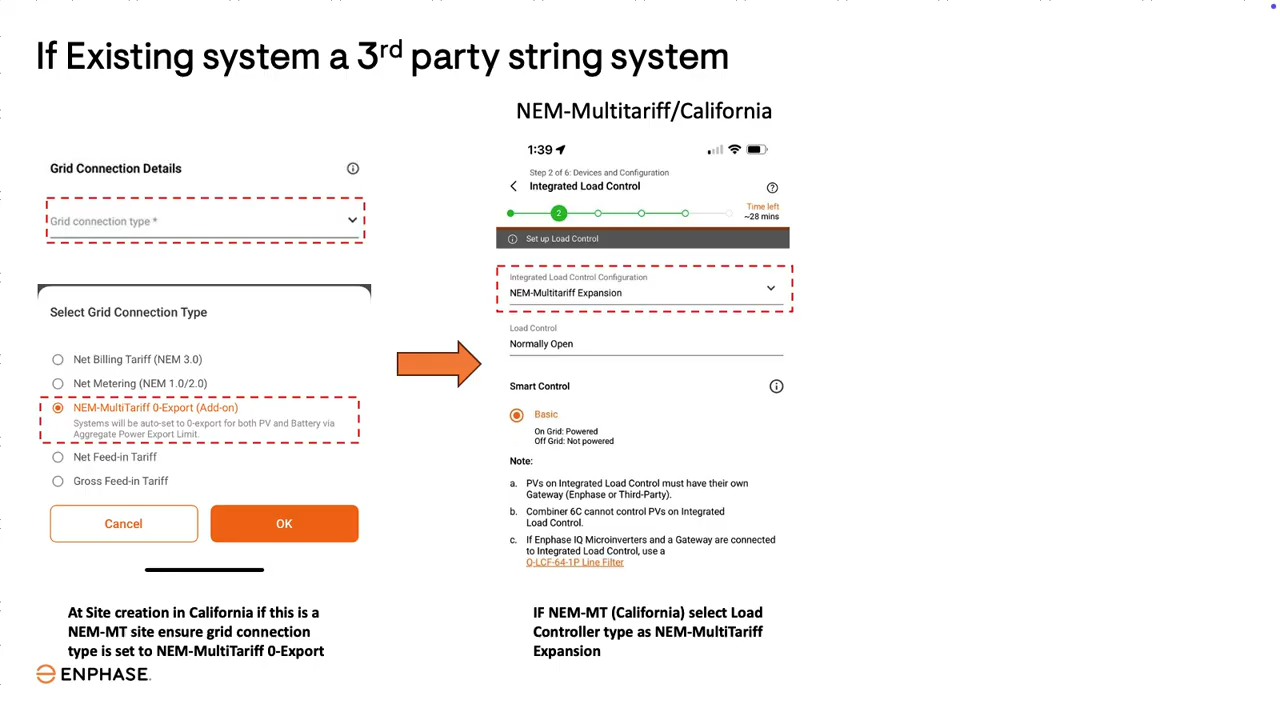 If Existing system a 3rd party string system
Grid Connection Details
Grid connection type *
Select Grid Connection Type
Net Billing Tariff (NEM 3.0)
Net Metering (NEM 1.0/2.0)
NEM-MultiTariff 0-Export (Add-on)
Systems will be auto-set to 0-export for both PV and Battery via
Aggregate Power Export Limit.
Net Feed-in Tariff
Gross Feed-in Tariff
Cancel
OK
At Site creation in California if this is a
NEM-MT site ensure grid connection
type is set to NEM-MultiTariff 0-Export
NEM-Multitariff/California
1:39
Step 2 of 6: Devices and Configuration
Integrated Load Control
2
Time left
~28 mins
Set up Load Control
Integrated Load Control Configuration
NEM-Multitariff Expansion
Load Control
Normally Open
Smart Control
Basic
On Grid: Powered
Off Grid: Not powered
Note:
a. PVs on Integrated Load Control must have their own
Gateway (Enphase or Third-Party).
b. Combiner 6C cannot control PVs on Integrated
Load Control.
c. If Enphase IQ Microinverters and a Gateway are connected
to Integrated Load Control, use a
Q-LCF-64-1P Line Filter
IF NEM-MT (California) select Load
Controller type as NEM-MultiTariff
Expansion
ENPHASE.